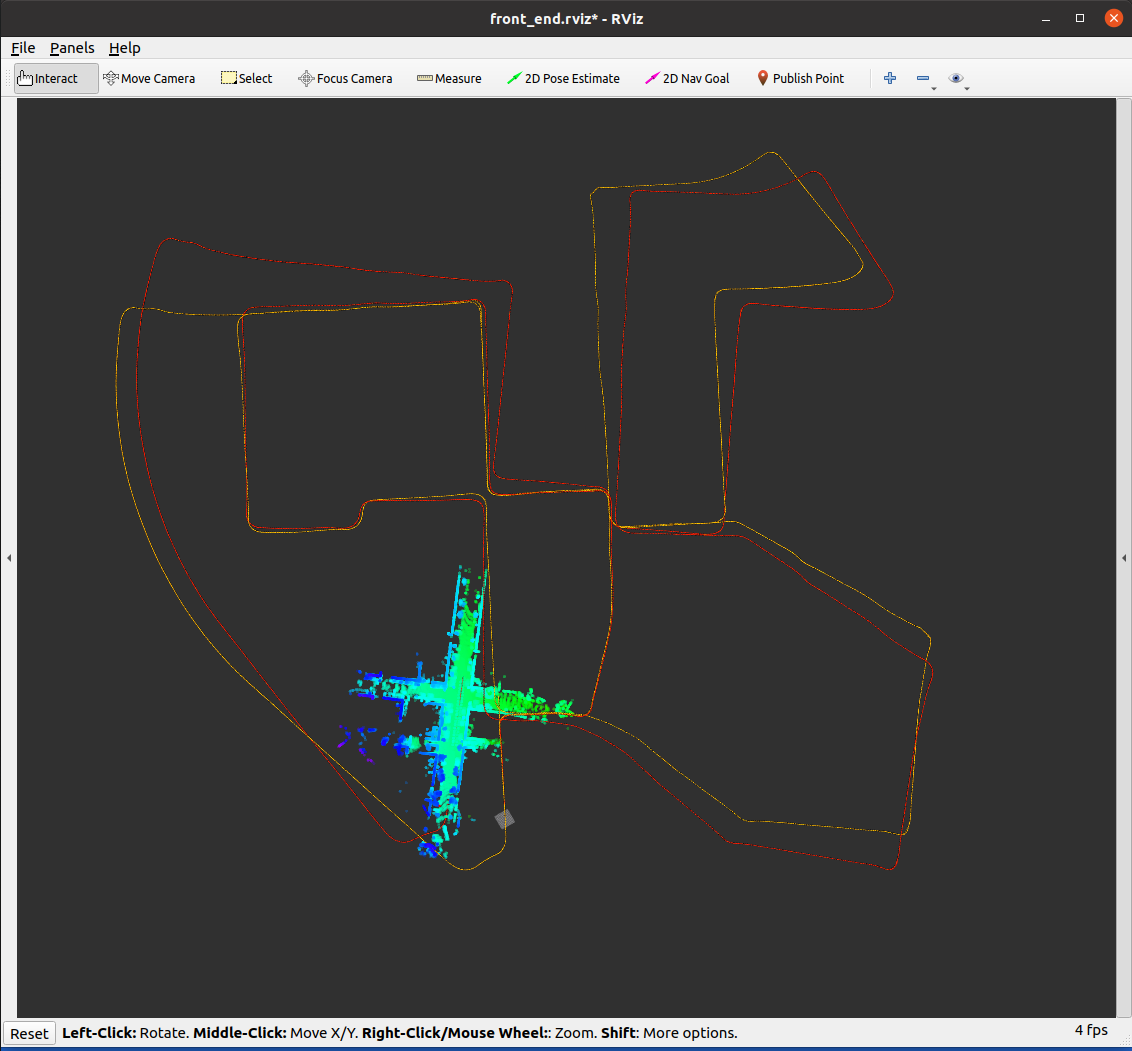 front_end.rviz* - RViz
File Panels Help
Interact Move Camera Select Focus Camera Measure 2D Pose Estimate 2D Nav Goal Publish Point
Reset Left-Click: Rotate. Middle-Click: Move X/Y. Right-Click/Mouse Wheel:: Zoom. Shift: More options. 4 fps